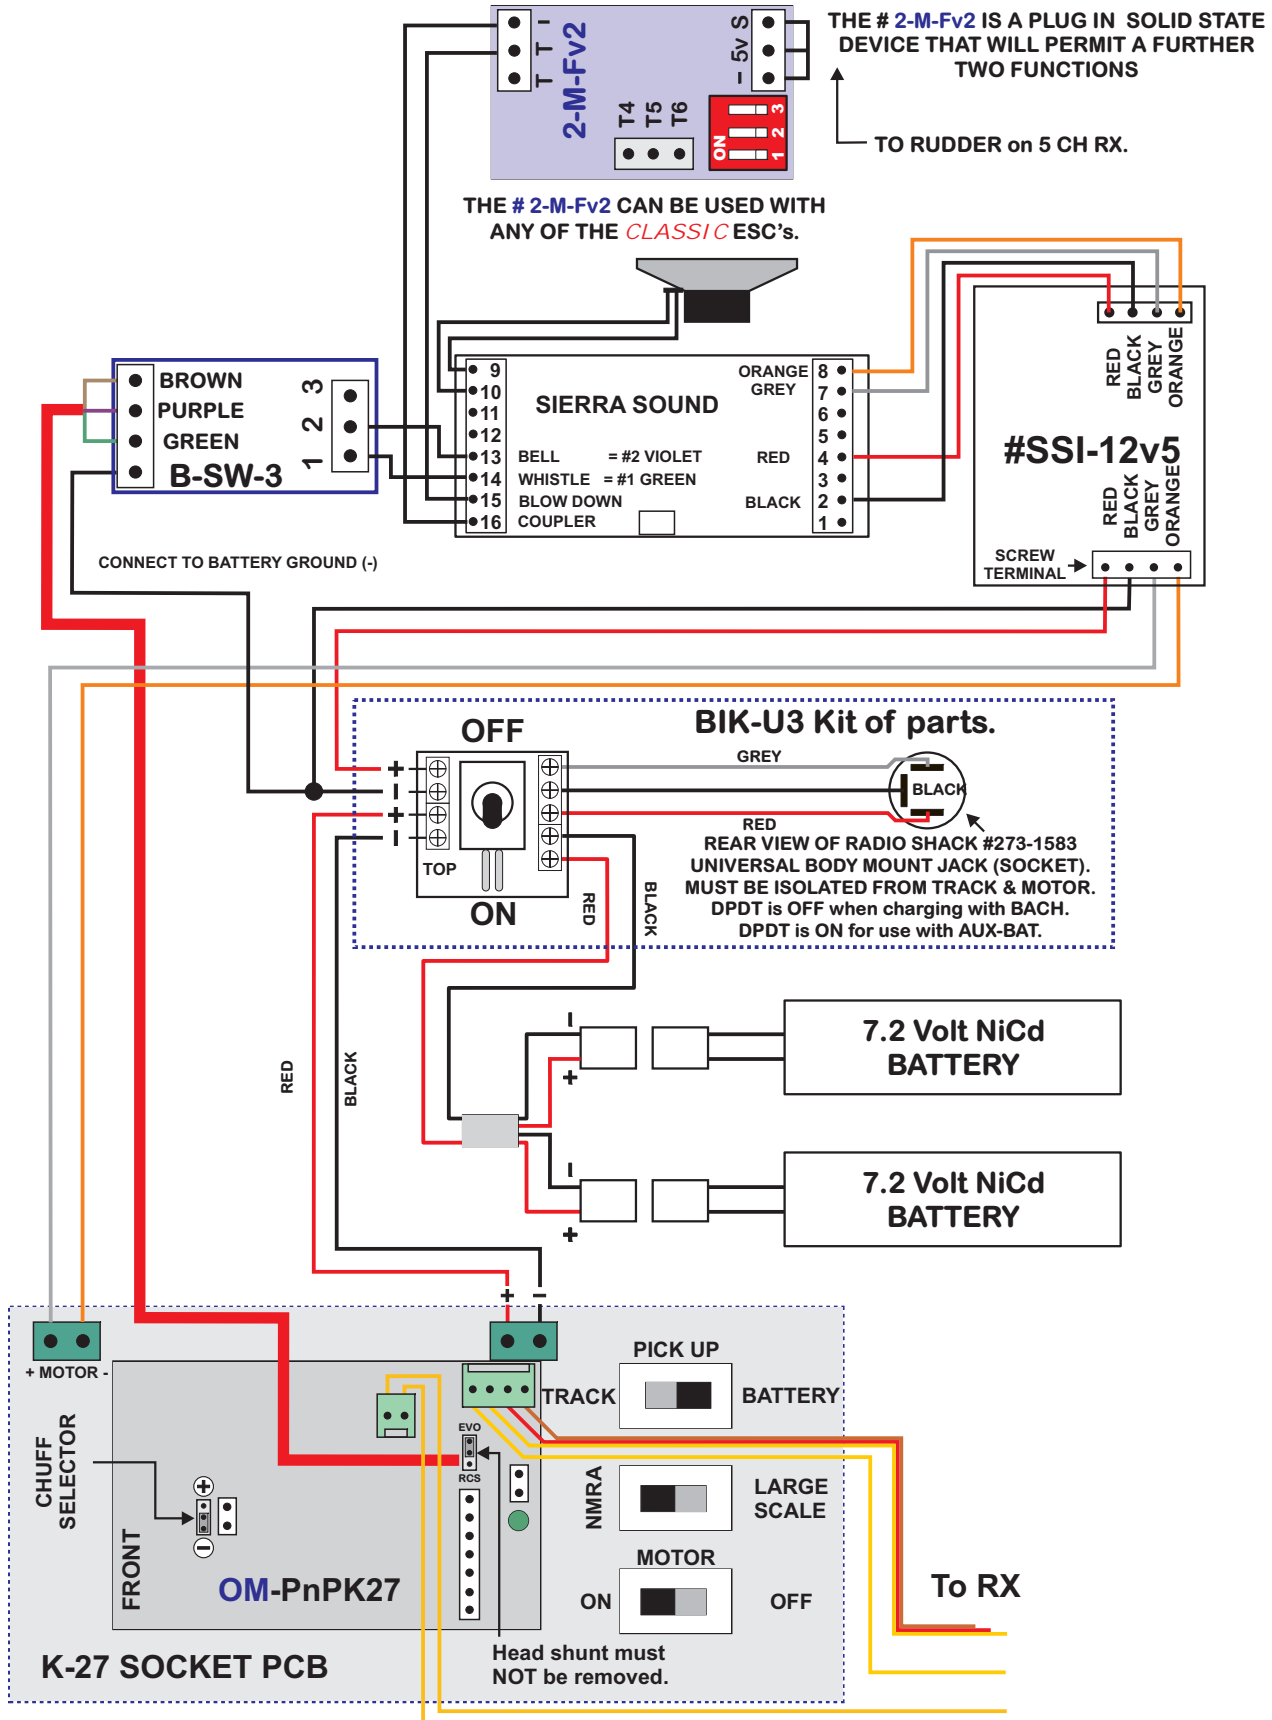 THE # 2-M-Fv2 IS A PLUG IN SOLID STATE
DEVICE THAT WILL PERMIT A FURTHER
TWO FUNCTIONS
TO RUDDER on 5 CH RX.
T T I
2-M-Fv2
– 5v S
T4
T5
T6
ON
1 2 3
THE # 2-M-Fv2 CAN BE USED WITH
ANY OF THE CLASSIC ESC's.
BROWN
PURPLE
GREEN
B-SW-3
1 2 3
SIERRA SOUND
9
10
11
12
13 BELL = #2 VIOLET
14 WHISTLE = #1 GREEN
15 BLOW DOWN
16 COUPLER
ORANGE 8
GREY 7
6
5
RED 4
3
BLACK 2
1
RED
BLACK
GREY
ORANGE
#SSI-12v5
RED
BLACK
GREY
ORANGE
SCREW
TERMINAL
CONNECT TO BATTERY GROUND (-)
BIK-U3 Kit of parts.
OFF
+
–
+
–
TOP
ON
GREY
BLACK
RED
RED
BLACK
REAR VIEW OF RADIO SHACK #273-1583
UNIVERSAL BODY MOUNT JACK (SOCKET).
MUST BE ISOLATED FROM TRACK & MOTOR.
DPDT is OFF when charging with BACH.
DPDT is ON for use with AUX-BAT.
RED
BLACK
–
+
7.2 Volt NiCd
BATTERY
–
+
7.2 Volt NiCd
BATTERY
+ –
+ MOTOR -
PICK UP
TRACK
BATTERY
EVO
RCS
CHUFF
SELECTOR
+
–
FRONT
OM-PnPK27
NMRA
LARGE
SCALE
MOTOR
ON
OFF
To RX
Head shunt must
NOT be removed.
K-27 SOCKET PCB